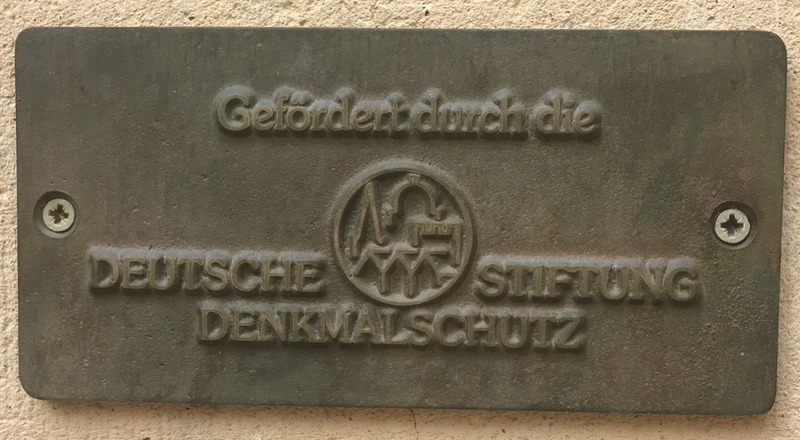 Gefördert durch die
DEUTSCHE STIFTUNG
DENKMALSCHUTZ